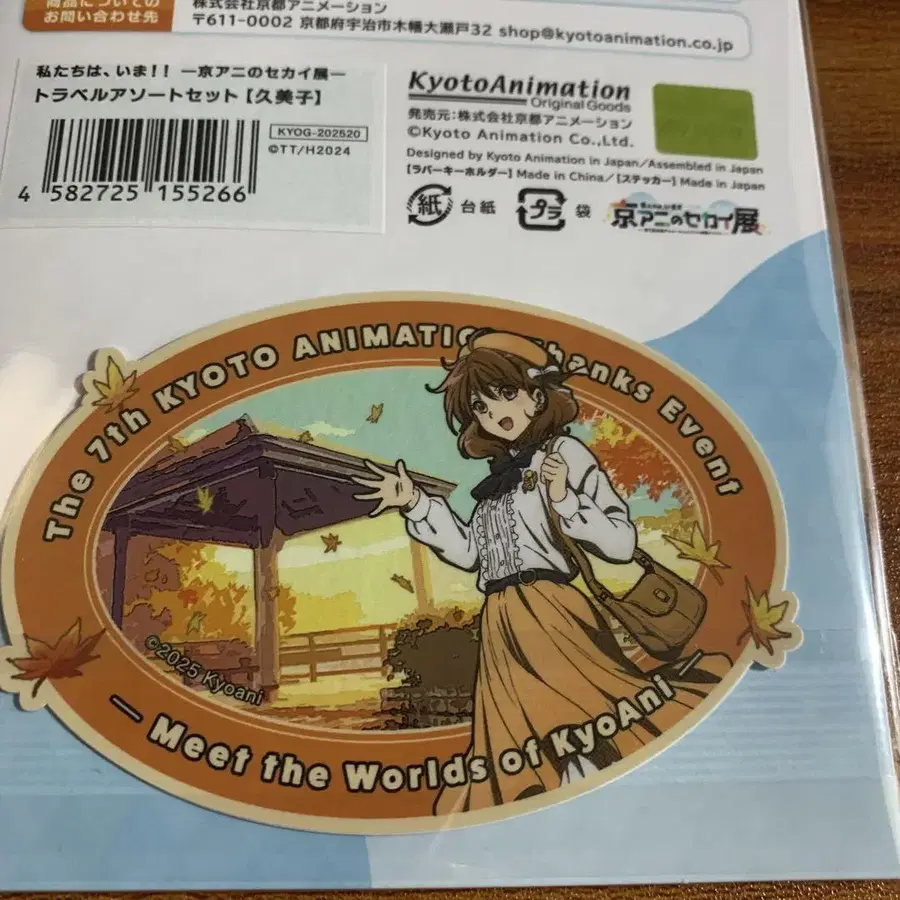 商品についての
お問い合わせ先
株式会社京都アニメーション
〒611-0002 京都府宇治市木幡大瀬戸32 shop@kyotoanimation.co.jp
私たちは、いま!! ー京アニのセカイ展ー
トラベルアソートセット【久美子】
KYOG-202520
©TT/H2024
4 582725 155266
KyotoAnimation
Original Goods
発売元:株式会社京都アニメーション
©Kyoto Animation Co.,Ltd.
Designed by Kyoto Animation in Japan/Assembled in Japan
【ラバーキーホルダー】Made in China/【ステッカー】Made in Japan
紙 台紙
プラ 袋
京アニのセカイ展
The 7th KYOTO ANIMATION Thanks Event
©2025 Kyoani
— Meet the Worlds of KyoAni —